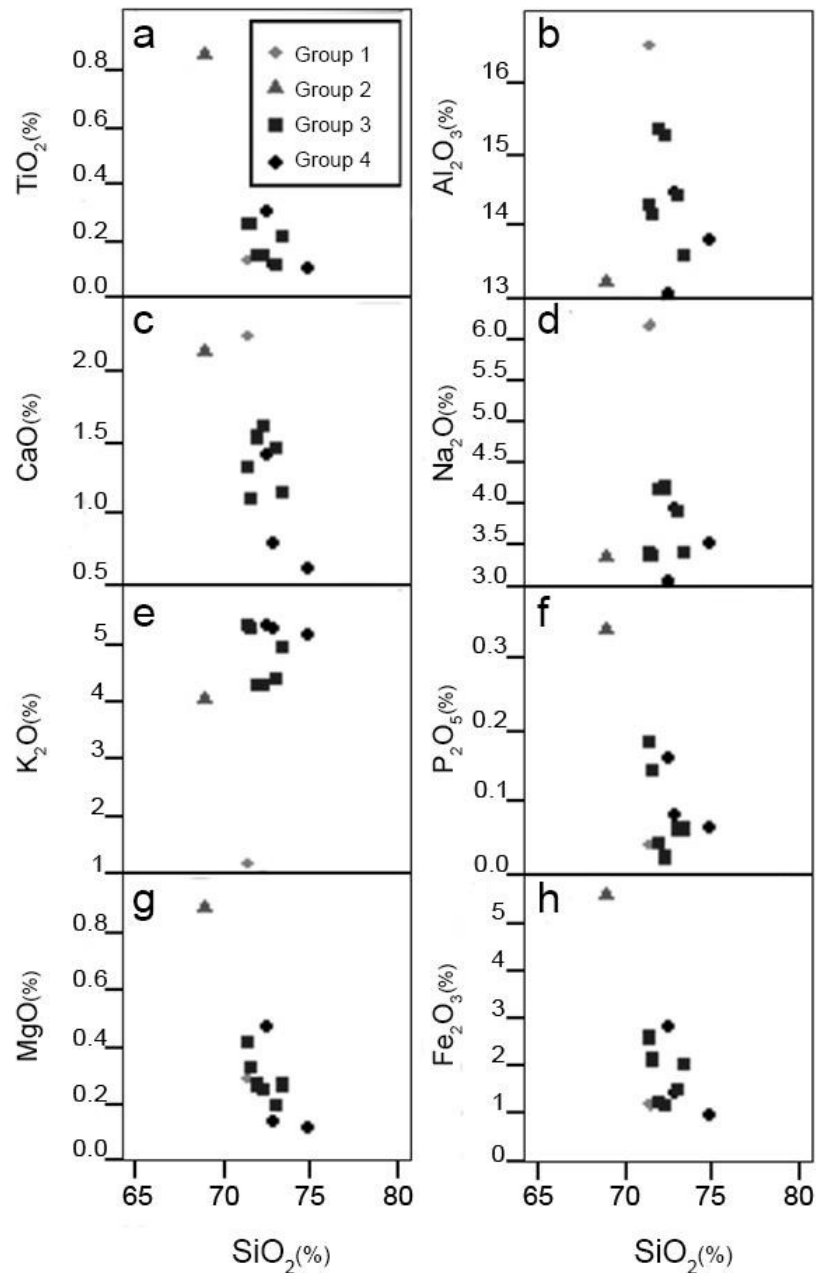 a
Group 1
Group 2
Group 3
Group 4
TiO₂(%)
0.8
0.6
0.4
0.2
0.0
b
Al₂O₃(%)
16
15
14
13
c
CaO(%)
2.0
1.5
1.0
0.5
d
Na₂O(%)
6.0
5.5
5.0
4.5
4.0
3.5
3.0
e
K₂O(%)
5
4
3
2
1
f
P₂O₅(%)
0.3
0.2
0.1
0.0
g
MgO(%)
0.8
0.6
0.4
0.2
0.0
65 70 75 80
SiO₂(%)
h
Fe₂O₃(%)
5
4
3
2
1
0
65 70 75 80
SiO₂(%)